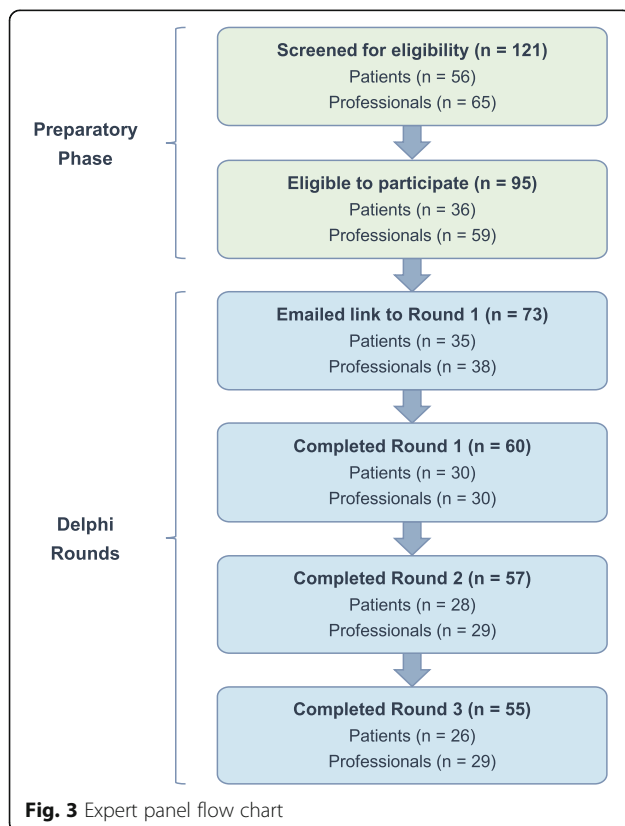 Screened for eligibility (n = 121)
Patients (n = 56)
Professionals (n = 65)
Preparatory
Phase
Eligible to participate (n = 95)
Patients (n = 36)
Professionals (n = 59)
Emailed link to Round 1 (n = 73)
Patients (n = 35)
Professionals (n = 38)
Completed Round 1 (n = 60)
Patients (n = 30)
Professionals (n = 30)
Delphi
Rounds
Completed Round 2 (n = 57)
Patients (n = 28)
Professionals (n = 29)
Completed Round 3 (n = 55)
Patients (n = 26)
Professionals (n = 29)
Fig. 3 Expert panel flow chart